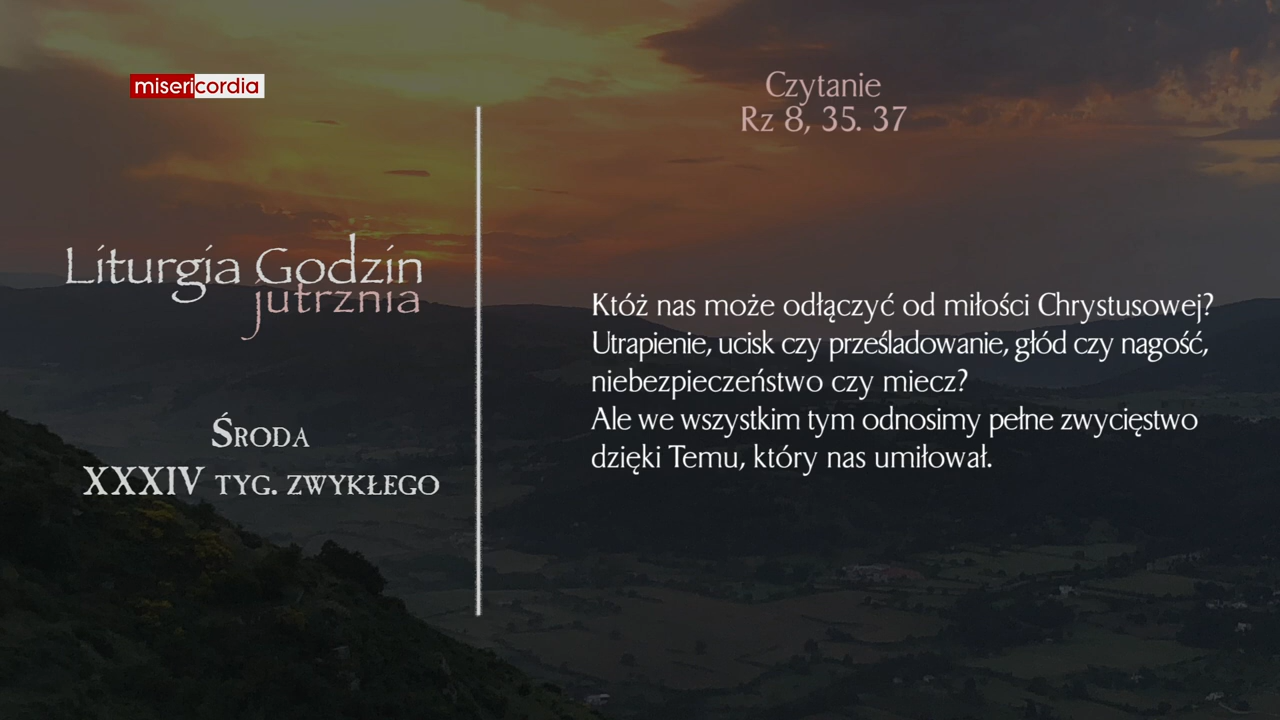 misericordia
Liturgia Godzin
jutrznia
Środa
XXXIV tyg. zwykłego
Czytanie
Rz 8, 35. 37
Któż nas może odłączyć od miłości Chrystusowej?
Utrapienie, ucisk czy prześladowanie, głód czy nagość,
niebezpieczeństwo czy miecz?
Ale we wszystkim tym odnosimy pełne zwycięstwo
dzięki Temu, który nas umiłował.